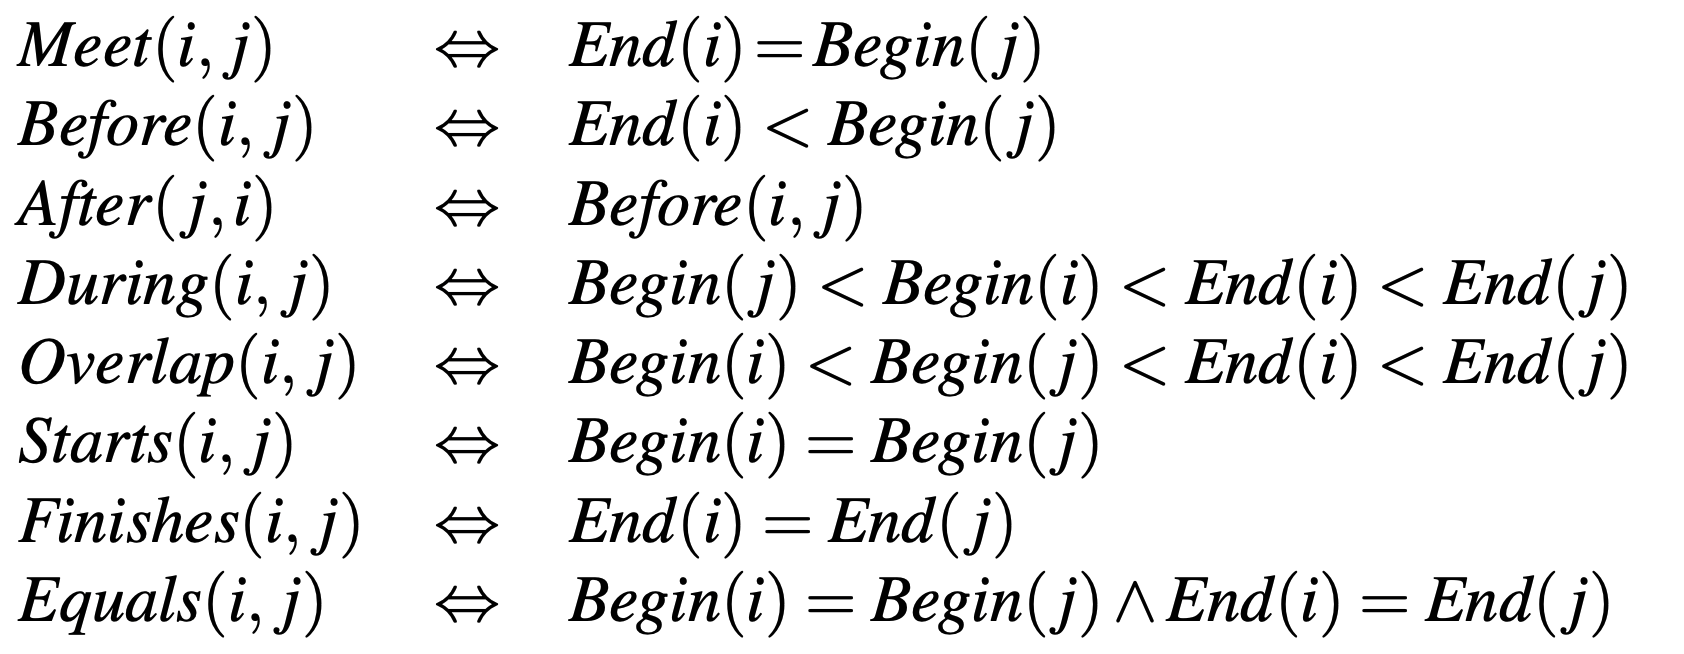 Meet(i, j) ⇔ End(i) = Begin(j)
Before(i, j) ⇔ End(i) < Begin(j)
After(j, i) ⇔ Before(i, j)
During(i, j) ⇔ Begin(j) < Begin(i) < End(i) < End(j)
Overlap(i, j) ⇔ Begin(i) < Begin(j) < End(i) < End(j)
Starts(i, j) ⇔ Begin(i) = Begin(j)
Finishes(i, j) ⇔ End(i) = End(j)
Equals(i, j) ⇔ Begin(i) = Begin(j) ∧ End(i) = End(j)